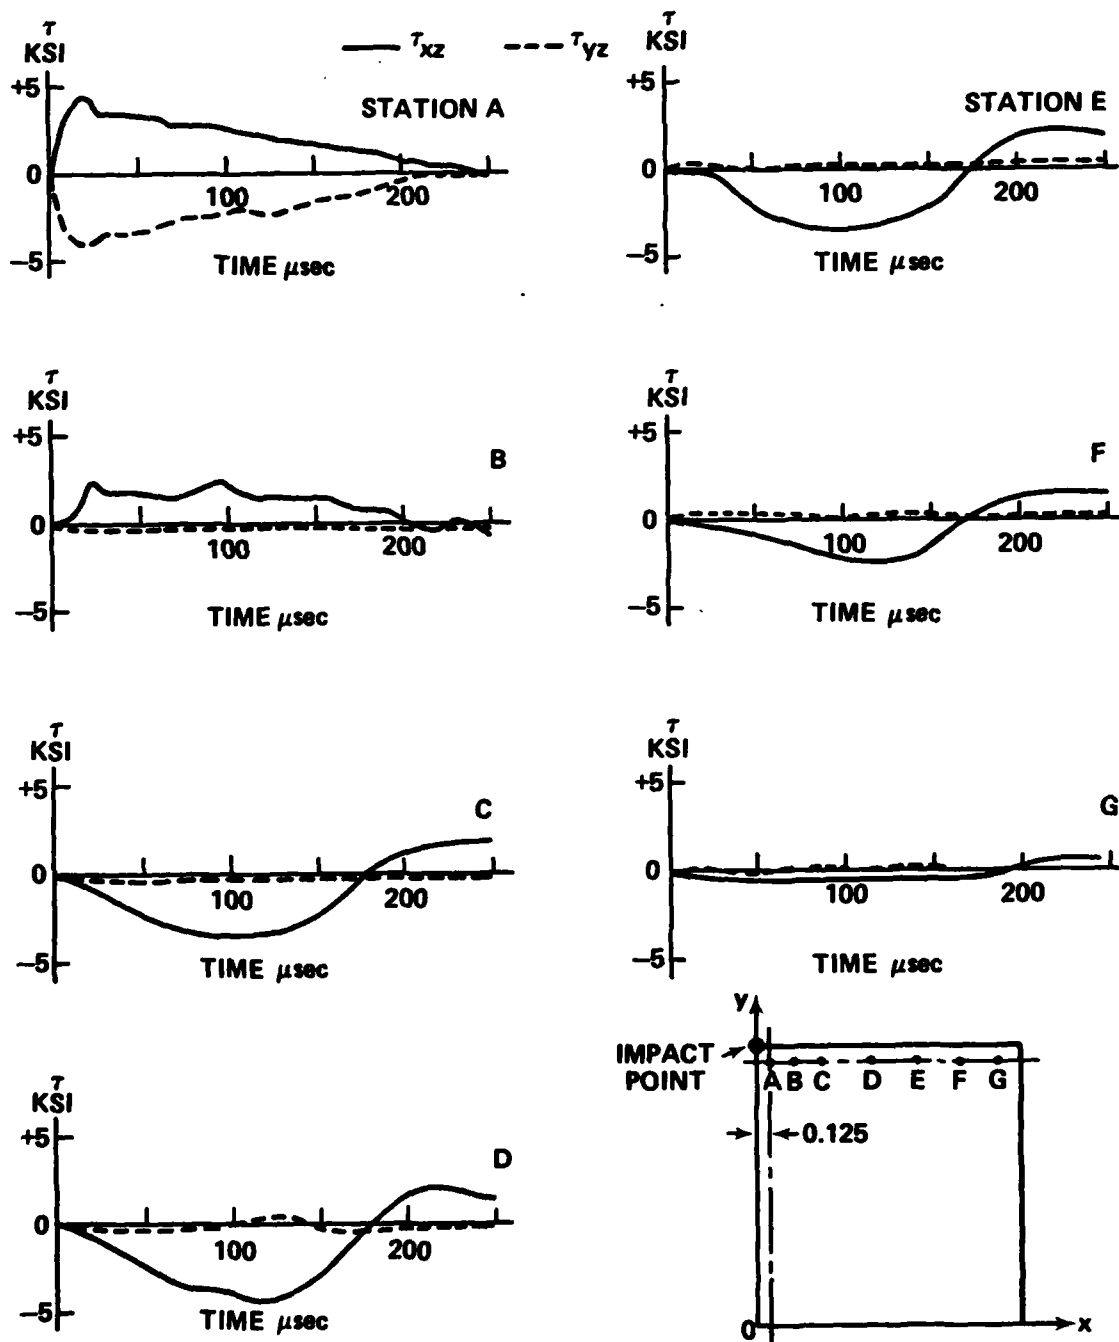 τ
KSI
+5
0
−5
τxz
τyz
STATION A
100
200
TIME μsec
τ
KSI
+5
0
−5
STATION E
100
200
TIME μsec
τ
KSI
+5
0
−5
B
100
200
TIME μsec
τ
KSI
+5
0
−5
F
100
200
TIME μsec
τ
KSI
+5
0
−5
C
100
200
TIME μsec
τ
KSI
+5
0
−5
G
100
200
TIME μsec
τ
KSI
+5
0
−5
D
100
200
TIME μsec
y
IMPACT
POINT
A B C D E F G
0.125
0
x